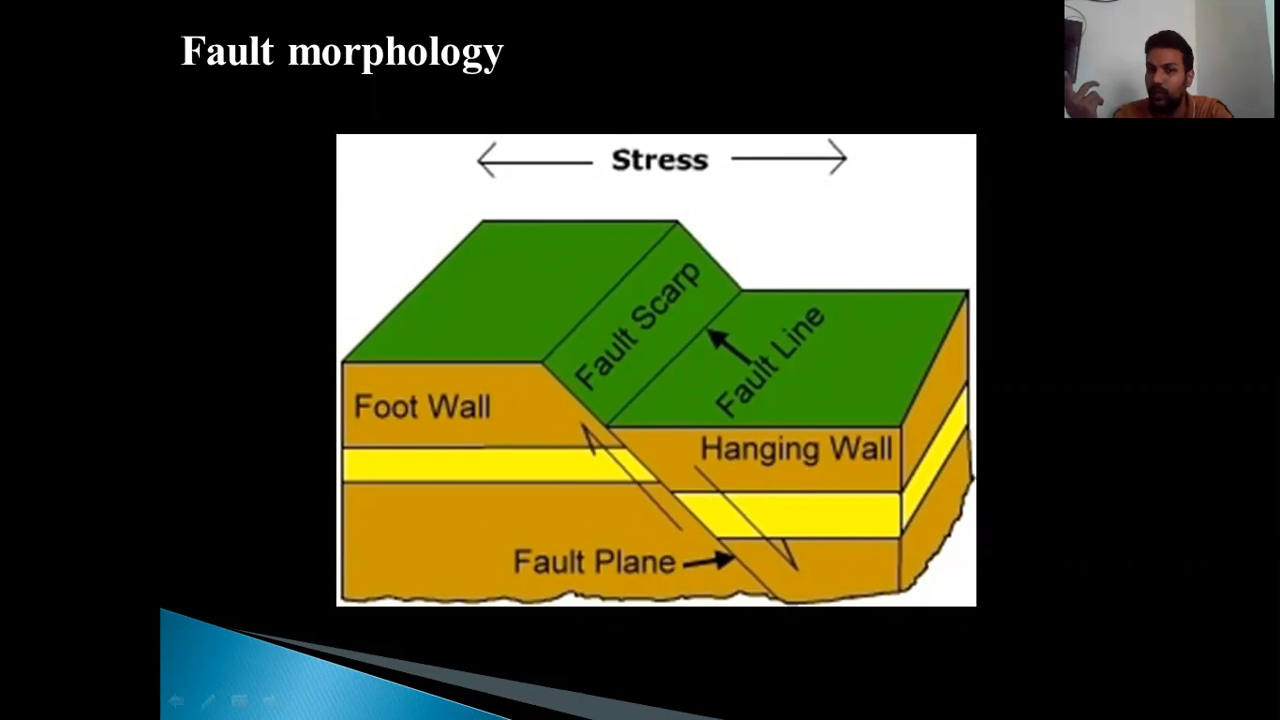 Fault morphology
Stress
Fault Scarp
Fault Line
Foot Wall
Hanging Wall
Fault Plane